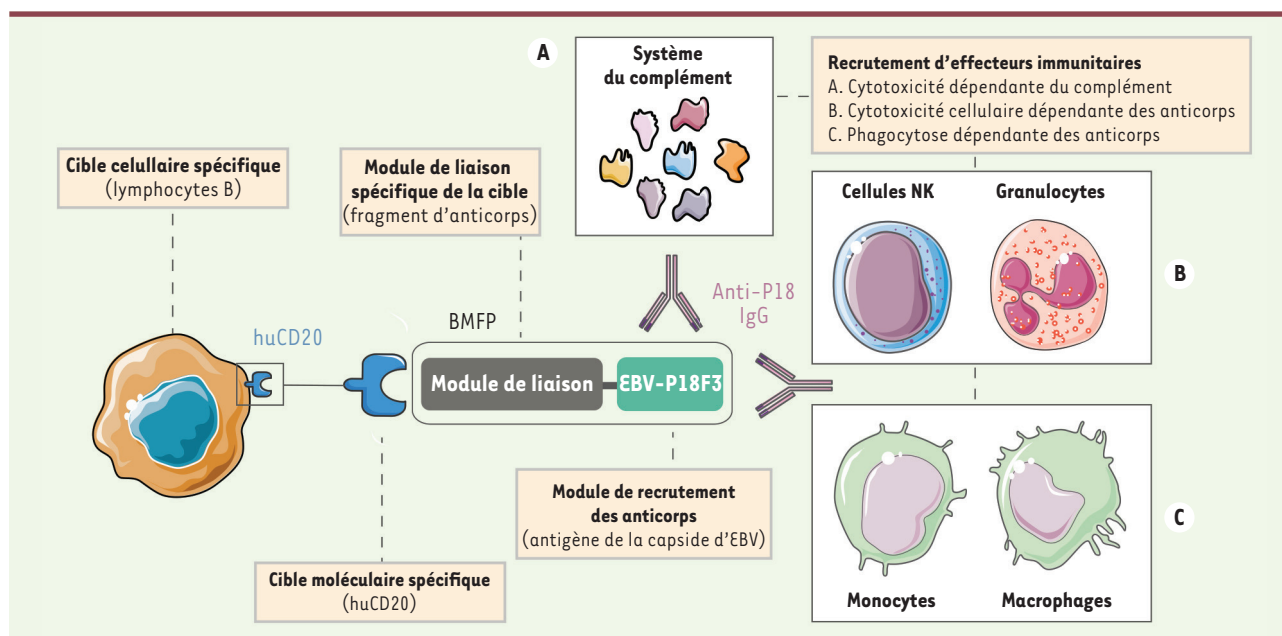 A
Système
du complément
Recrutement d’effecteurs immunitaires
A. Cytotoxicité dépendante du complément
B. Cytotoxicité cellulaire dépendante des anticorps
C. Phagocytose dépendante des anticorps
Cible celullaire spécifique
(lymphocytes B)
Module de liaison
spécifique de la cible
(fragment d’anticorps)
Cellules NK
Granulocytes
B
huCD20
BMFP
Anti-P18
IgG
Module de liaison
EBV-P18F3
Module de recrutement
des anticorps
(antigène de la capside d’EBV)
Cible moléculaire spécifique
(huCD20)
C
Monocytes
Macrophages